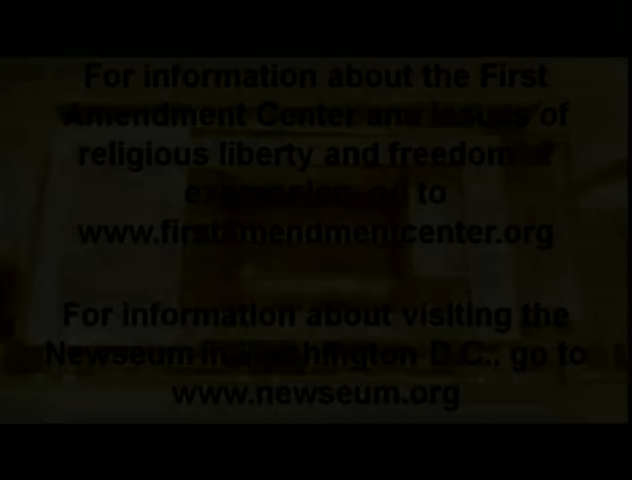 For information about the First
Amendment Center and issues of
religious liberty and freedom of
expression, go to
www.firstamendmentcenter.org
For information about visiting the
Newseum in Washington D.C., go to
www.newseum.org